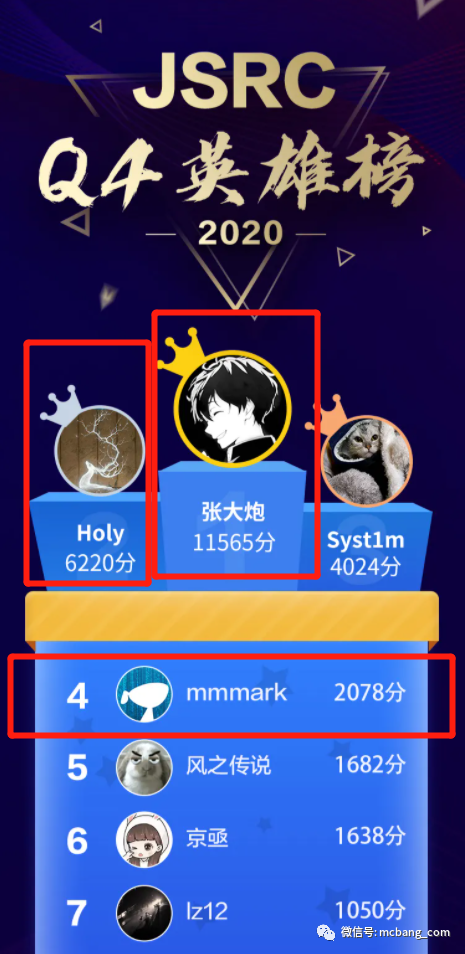 JSRC
Q4英雄榜
2020
张大炮
11565分
Holy
6220分
Syst1m
4024分
4 mmmark 2078分
5 风之传说 1682分
6 京亟 1638分
7 lz12 1050分
微信号: mcbang_com